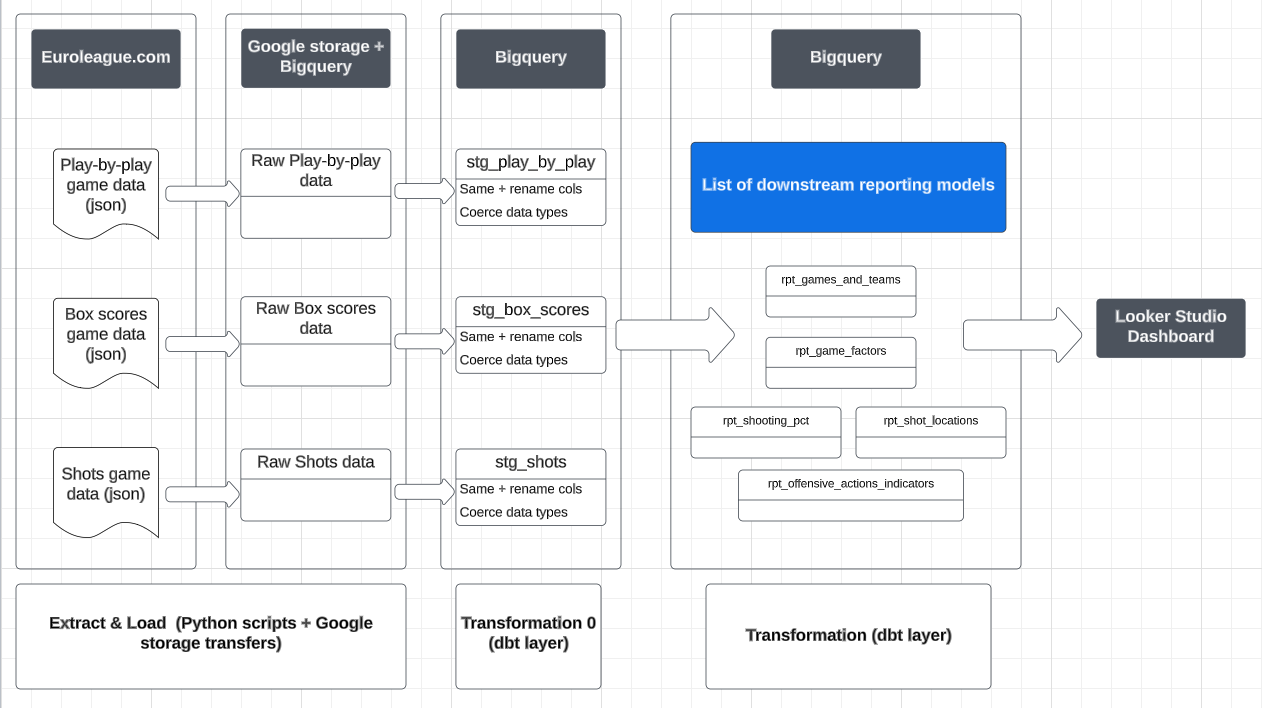 Euroleague.com
Google storage +
Bigquery
Bigquery
Bigquery
Play-by-play
game data
(json)
Raw Play-by-play
data
stg_play_by_play
Same + rename cols
Coerce data types
List of downstream reporting models
Box scores
game data
(json)
Raw Box scores
data
stg_box_scores
Same + rename cols
Coerce data types
rpt_games_and_teams
rpt_game_factors
rpt_shooting_pct
rpt_shot_locations
rpt_offensive_actions_indicators
Looker Studio
Dashboard
Shots game
data (json)
Raw Shots data
stg_shots
Same + rename cols
Coerce data types
Extract & Load  (Python scripts + Google
storage transfers)
Transformation 0
(dbt layer)
Transformation (dbt layer)